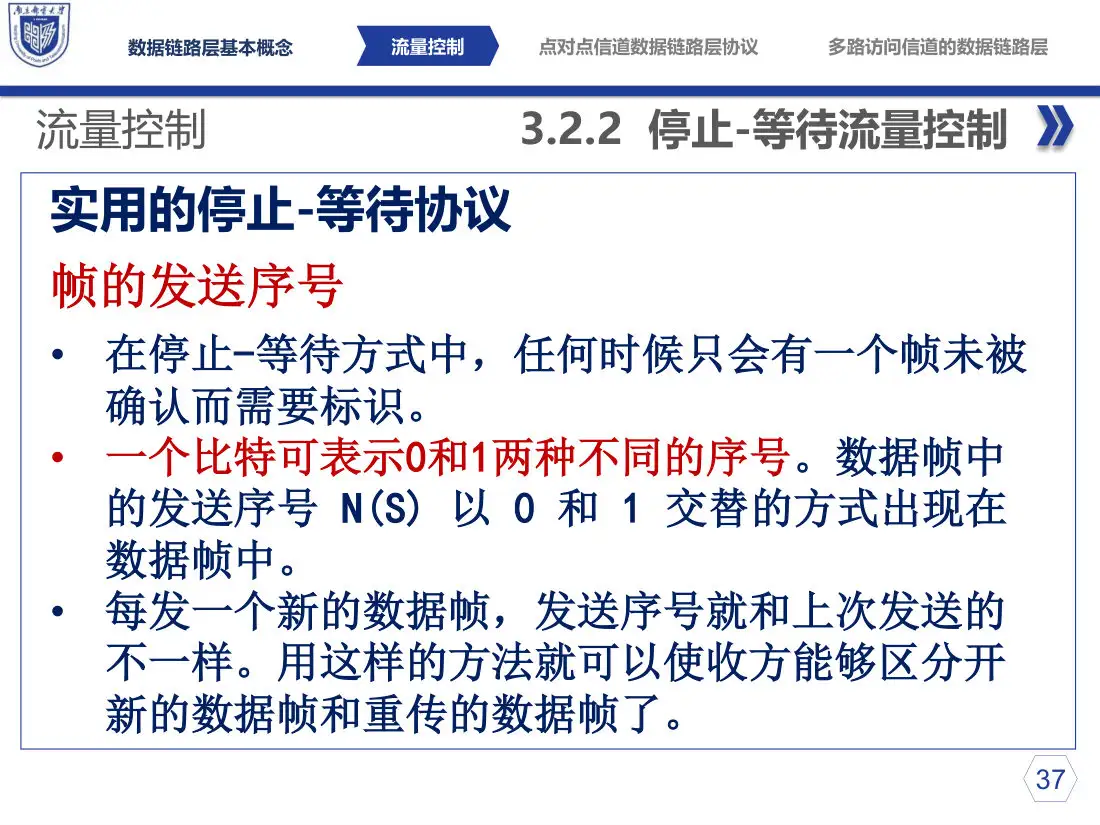 数据链路层基本概念
流量控制
点对点信道数据链路层协议
多路访问信道的数据链路层
流量控制
3.2.2 停止-等待流量控制
实用的停止-等待协议
帧的发送序号
• 在停止-等待方式中，任何时候只会有一个帧未被
确认而需要标识。
• 一个比特可表示0和1两种不同的序号。数据帧中
的发送序号 N(S) 以 0 和 1 交替的方式出现在
数据帧中。
• 每发一个新的数据帧，发送序号就和上次发送的
不一样。用这样的方法就可以使收方能够区分开
新的数据帧和重传的数据帧了。
37